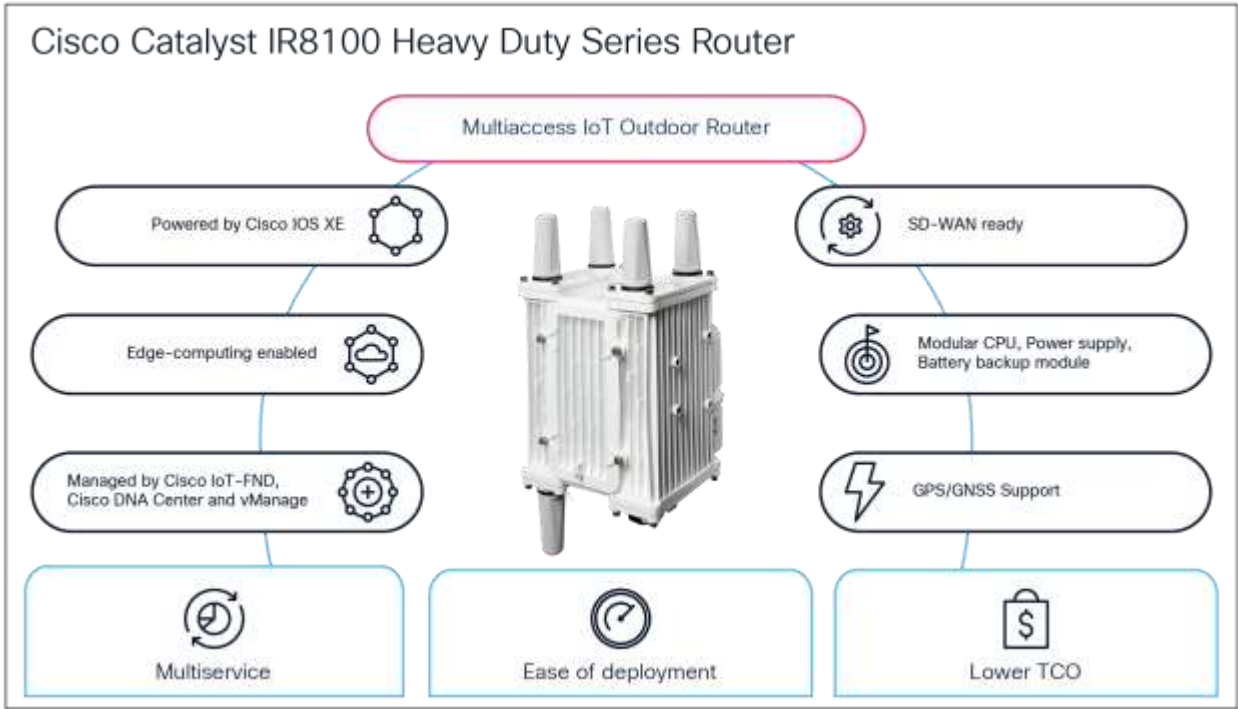 Cisco Catalyst IR8100 Heavy Duty Series Router
Multiaccess IoT Outdoor Router
Powered by Cisco IOS XE
SD-WAN ready
Edge-computing enabled
Modular CPU, Power supply,
Battery backup module
Managed by Cisco IoT-FND,
Cisco DNA Center and vManage
GPS/GNSS Support
Multiservice
Ease of deployment
$
Lower TCO